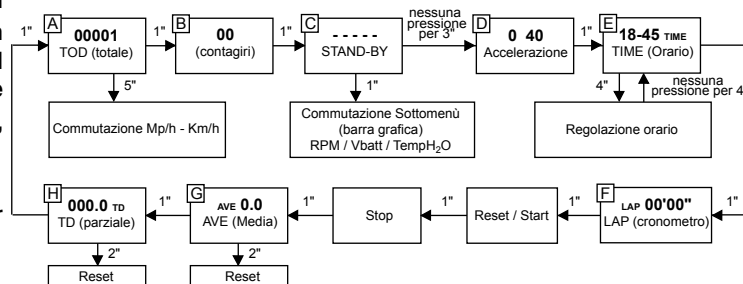 A
00001
TOD (totale)
1"
B
00
(contagiri)
1"
C
- - - - -
STAND-BY
nessuna
pressione
per 3"
D
0 40
Accelerazione
1"
E
18-45 TIME
TIME (Orario)
1"
1"
5"
Commutazione Mp/h - Km/h
1"
Commutazione Sottomenù
(barra grafica)
RPM / Vbatt / TempH₂O
4"
nessuna
pressione per 4
Regolazione orario
H
000.0 TD
TD (parziale)
1"
G
AVE 0.0
AVE (Media)
1"
Stop
1"
Reset / Start
1"
F
LAP 00'00"
LAP (cronometro)
1"
2"
Reset
2"
Reset